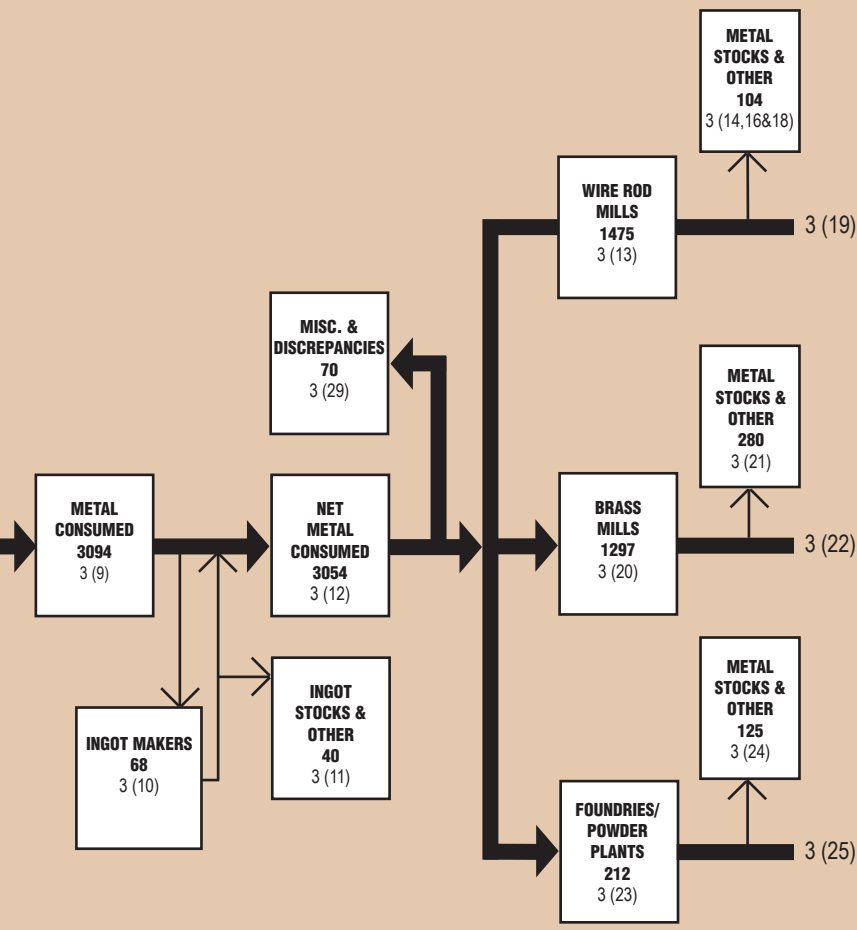 METAL
STOCKS &
OTHER
104
3 (14,16&18)
WIRE ROD
MILLS
1475
3 (13)
3 (19)
MISC. &
DISCREPANCIES
70
3 (29)
METAL
STOCKS &
OTHER
280
3 (21)
METAL
CONSUMED
3094
3 (9)
NET
METAL
CONSUMED
3054
3 (12)
BRASS
MILLS
1297
3 (20)
3 (22)
INGOT MAKERS
68
3 (10)
INGOT
STOCKS &
OTHER
40
3 (11)
METAL
STOCKS &
OTHER
125
3 (24)
FOUNDRIES/
POWDER
PLANTS
212
3 (23)
3 (25)